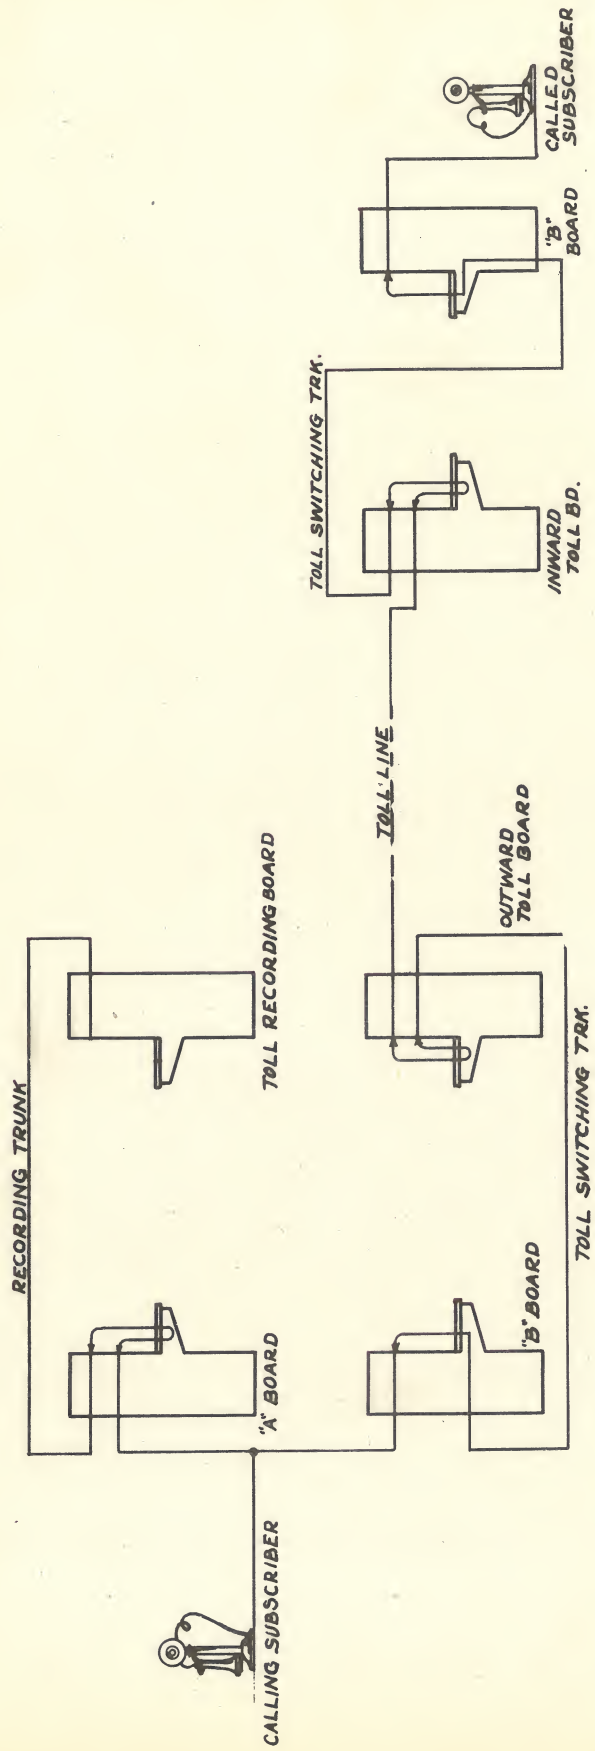 RECORDING TRUNK
CALLING SUBSCRIBER
"A" BOARD
TOLL RECORDING BOARD
"B" BOARD
TOLL SWITCHING TRK.
OUTWARD
TOLL BOARD
TOLL LINE
TOLL SWITCHING TRK.
INWARD
TOLL BD.
"B"
BOARD
CALLED
SUBSCRIBER